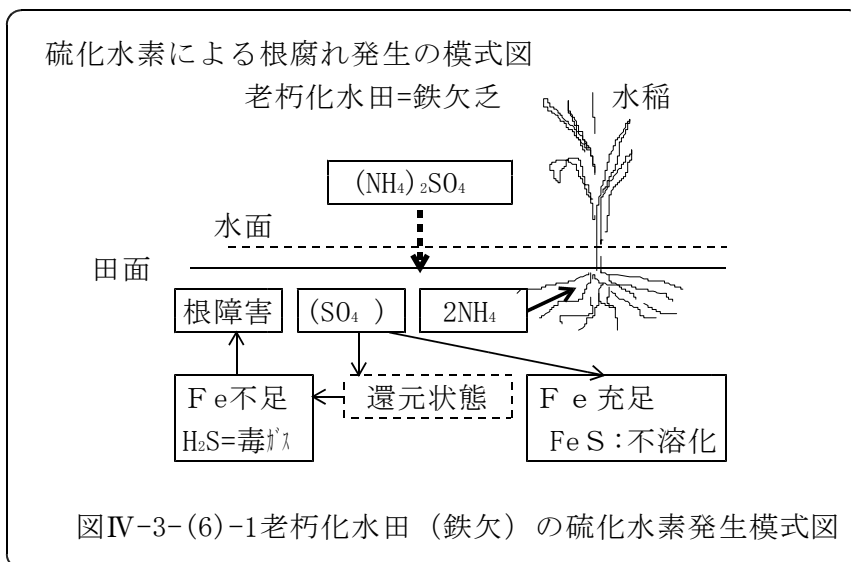 硫化水素による根腐れ発生の模式図
老朽化水田=鉄欠乏 水稲
(NH₄)₂SO₄
水面
田面
根障害 (SO₄ ) 2NH₄
Ｆe不足 還元状態 Ｆｅ充足
H₂S=毒ｶﾞｽ FeＳ:不溶化
図Ⅳ-3-(6)-1老朽化水田（鉄欠）の硫化水素発生模式図